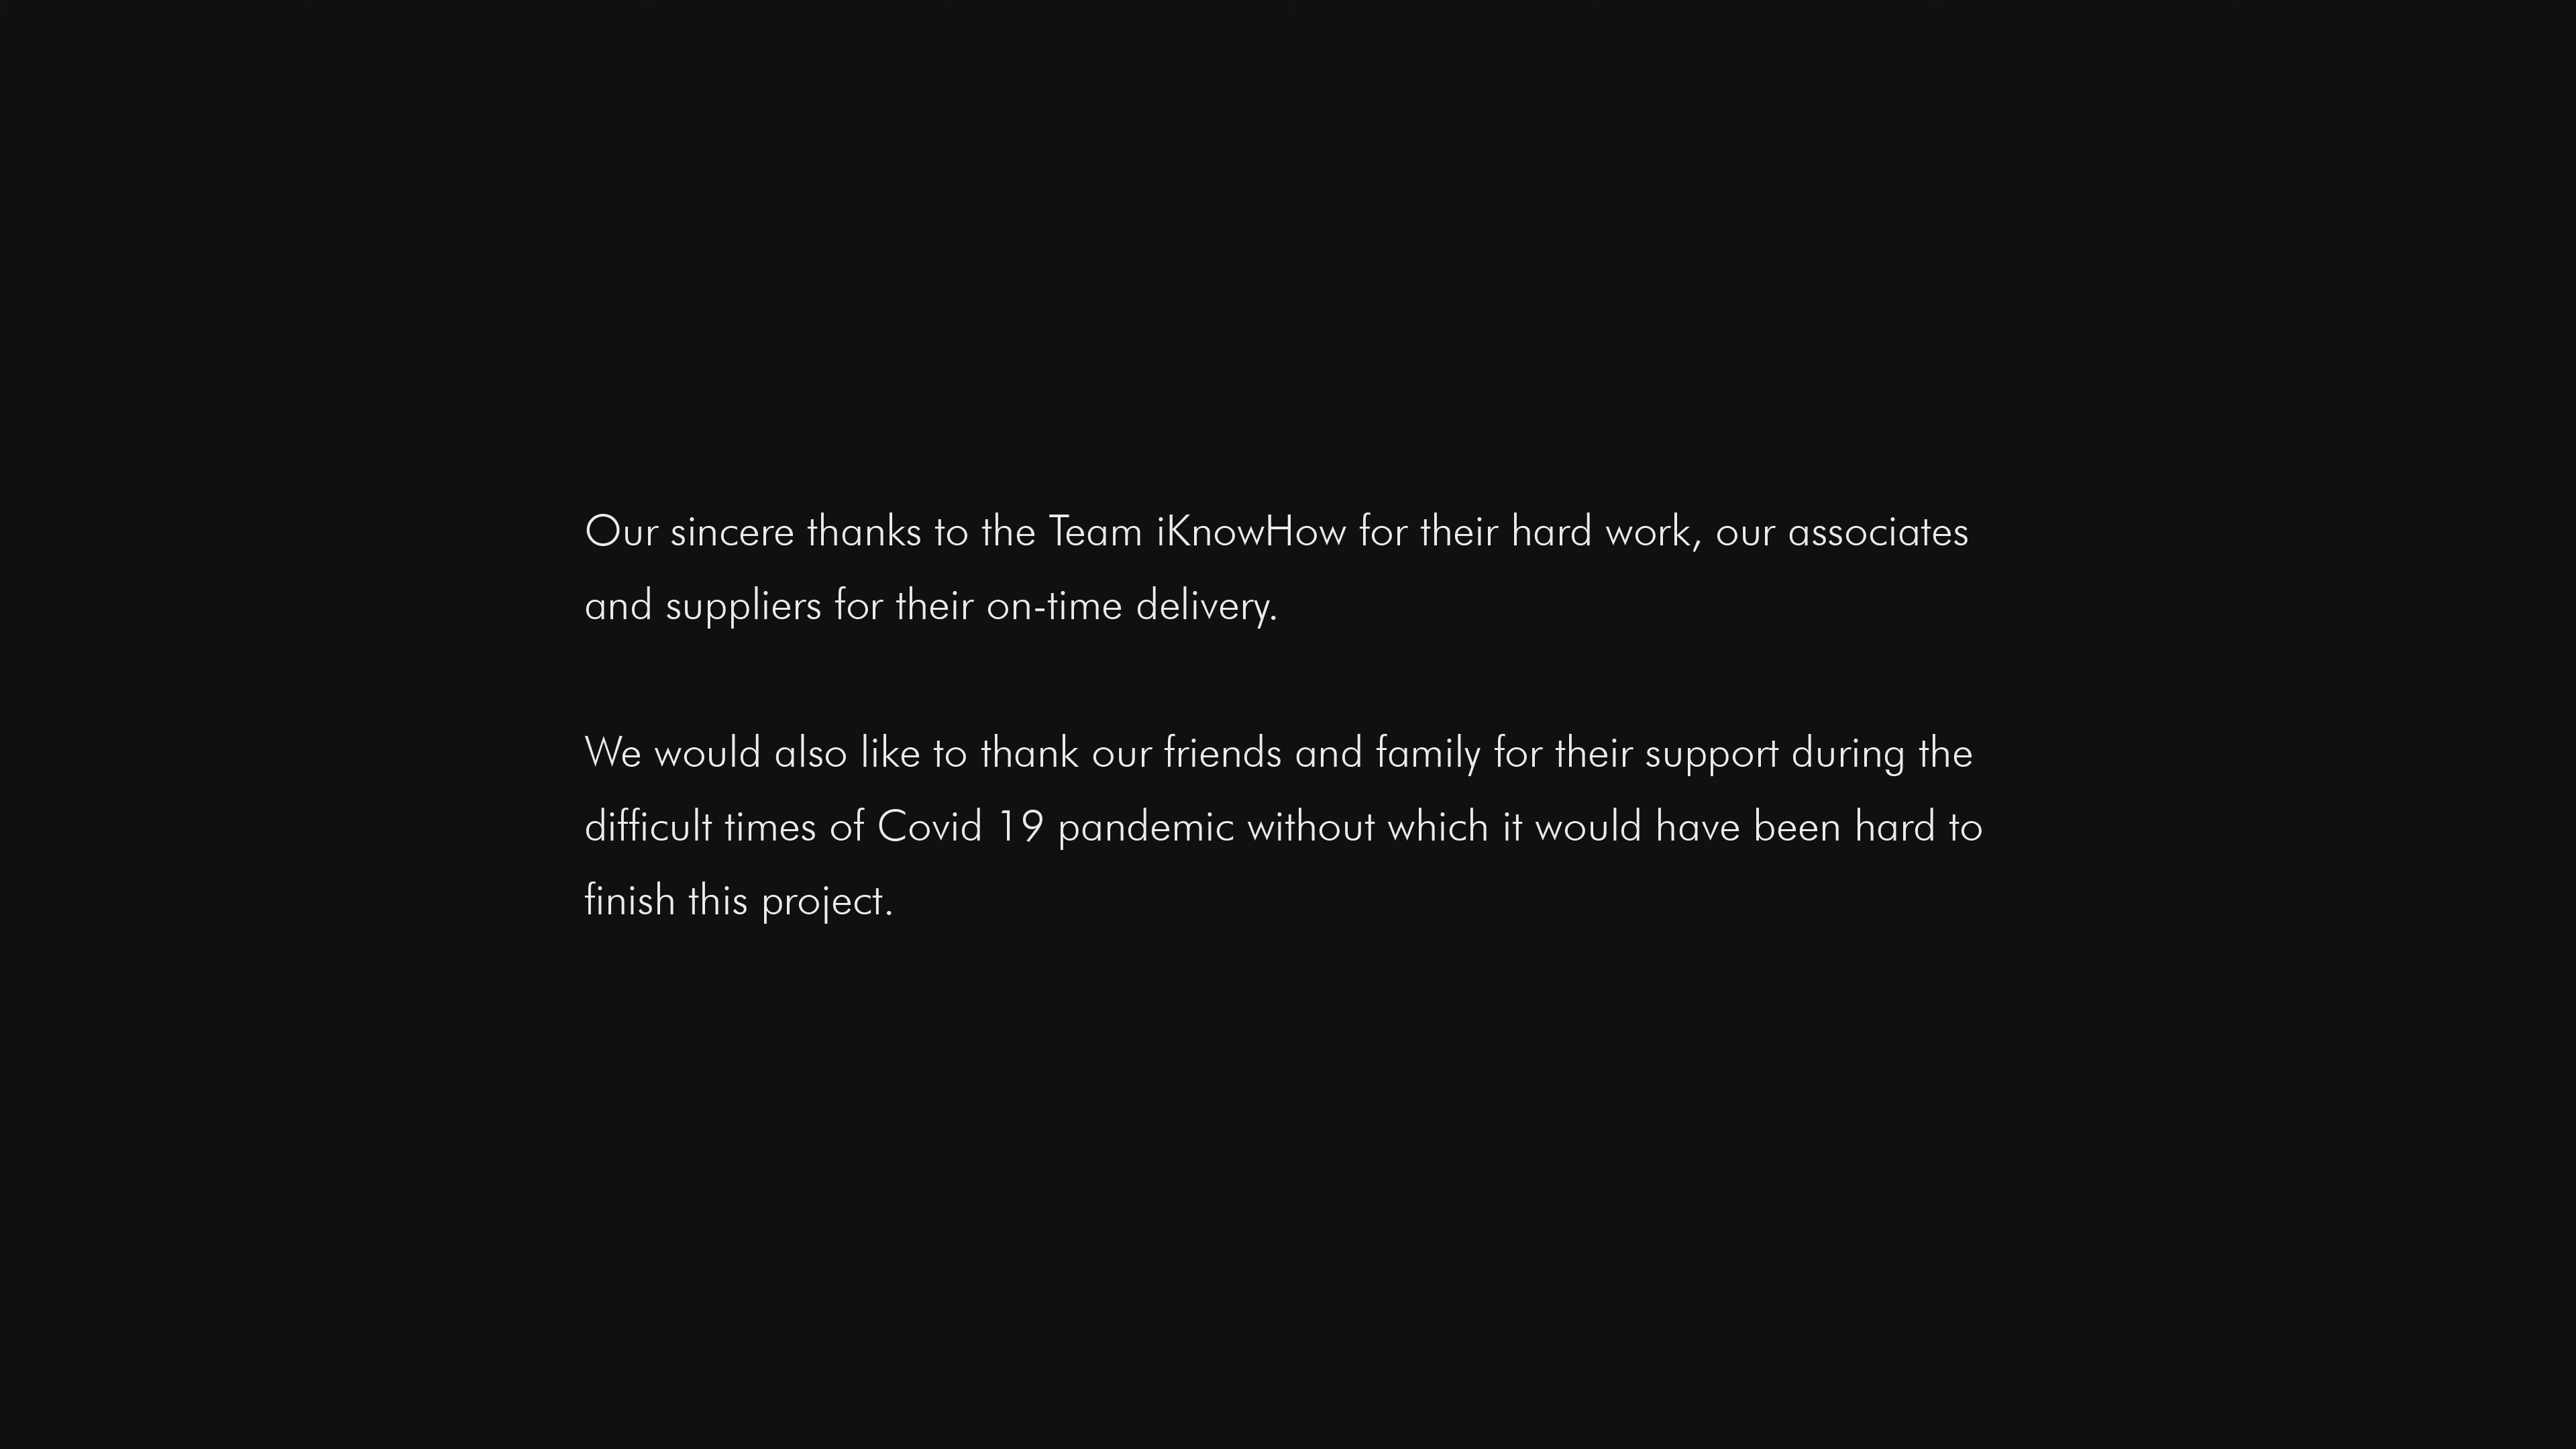 Our sincere thanks to the Team iKnowHow for their hard work, our associates
and suppliers for their on-time delivery.
We would also like to thank our friends and family for their support during the
difficult times of Covid 19 pandemic without which it would have been hard to
finish this project.